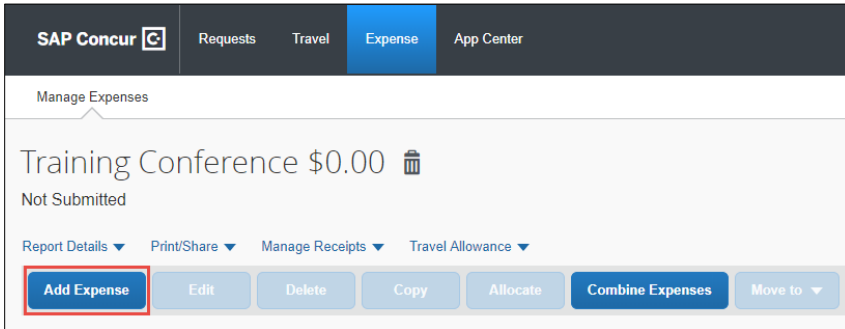 SAP Concur Requests Travel Expense App Center
Manage Expenses
Training Conference $0.00
Not Submitted
Report Details Print/Share Manage Receipts Travel Allowance
Add Expense Edit Delete Copy Allocate Combine Expenses Move to